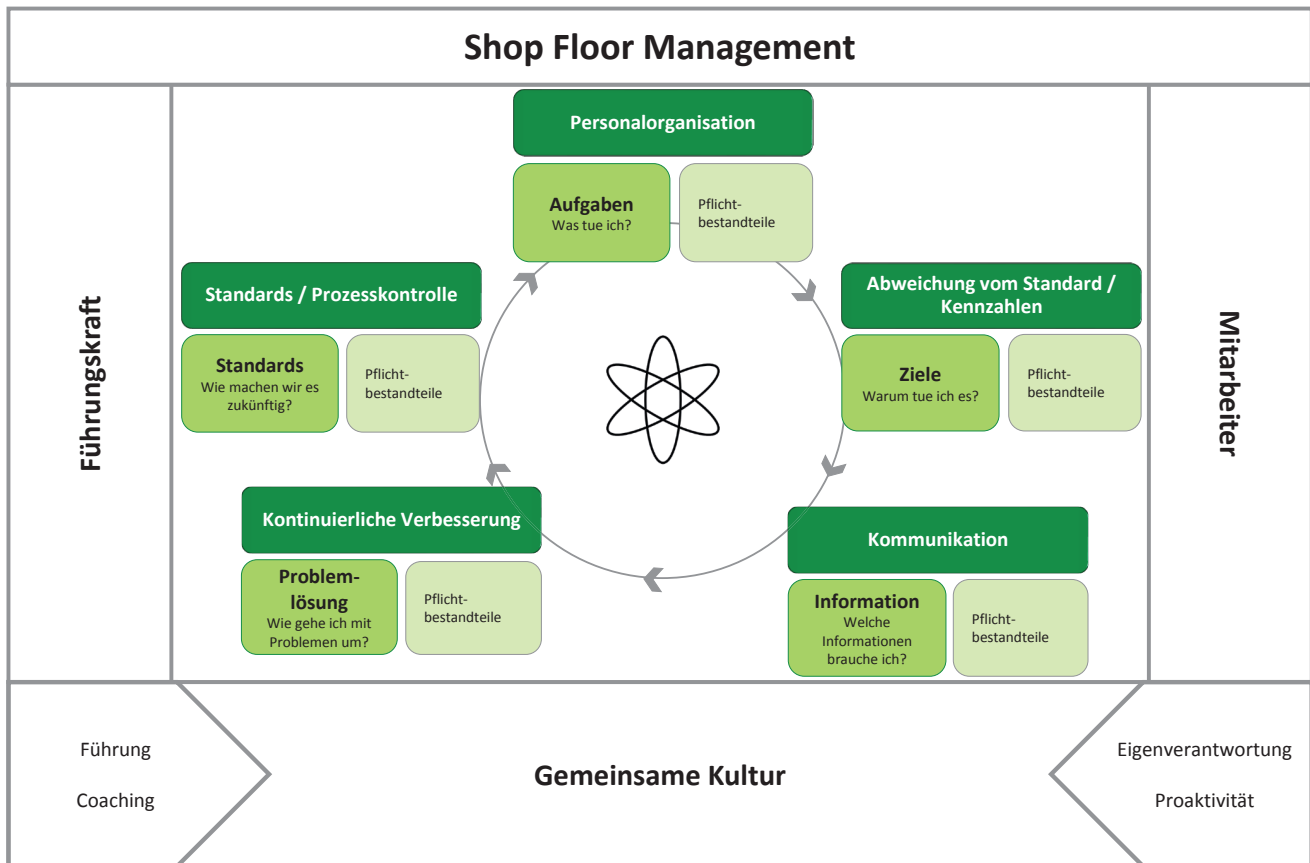 Shop Floor Management
Führungskraft
Personalorganisation
Aufgaben
Was tue ich?
Pflicht-
bestandteile
Standards / Prozesskontrolle
Standards
Wie machen wir es
zukünftig?
Pflicht-
bestandteile
Abweichung vom Standard /
Kennzahlen
Ziele
Warum tue ich es?
Pflicht-
bestandteile
Kontinuierliche Verbesserung
Problem-
lösung
Wie gehe ich mit
Problemen um?
Pflicht-
bestandteile
Kommunikation
Information
Welche
Informationen
brauche ich?
Pflicht-
bestandteile
Mitarbeiter
Führung
Coaching
Gemeinsame Kultur
Eigenverantwortung
Proaktivität